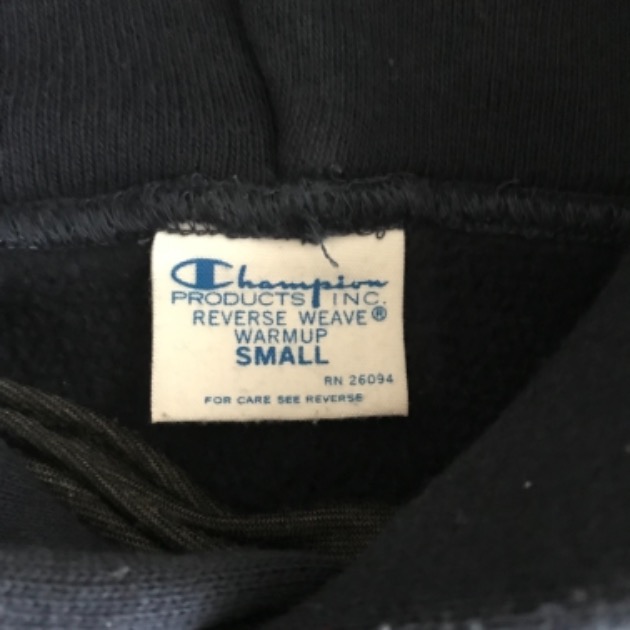 Champion
PRODUCTS INC.
REVERSE WEAVE®
WARMUP
SMALL
RN 26094
FOR CARE SEE REVERSE